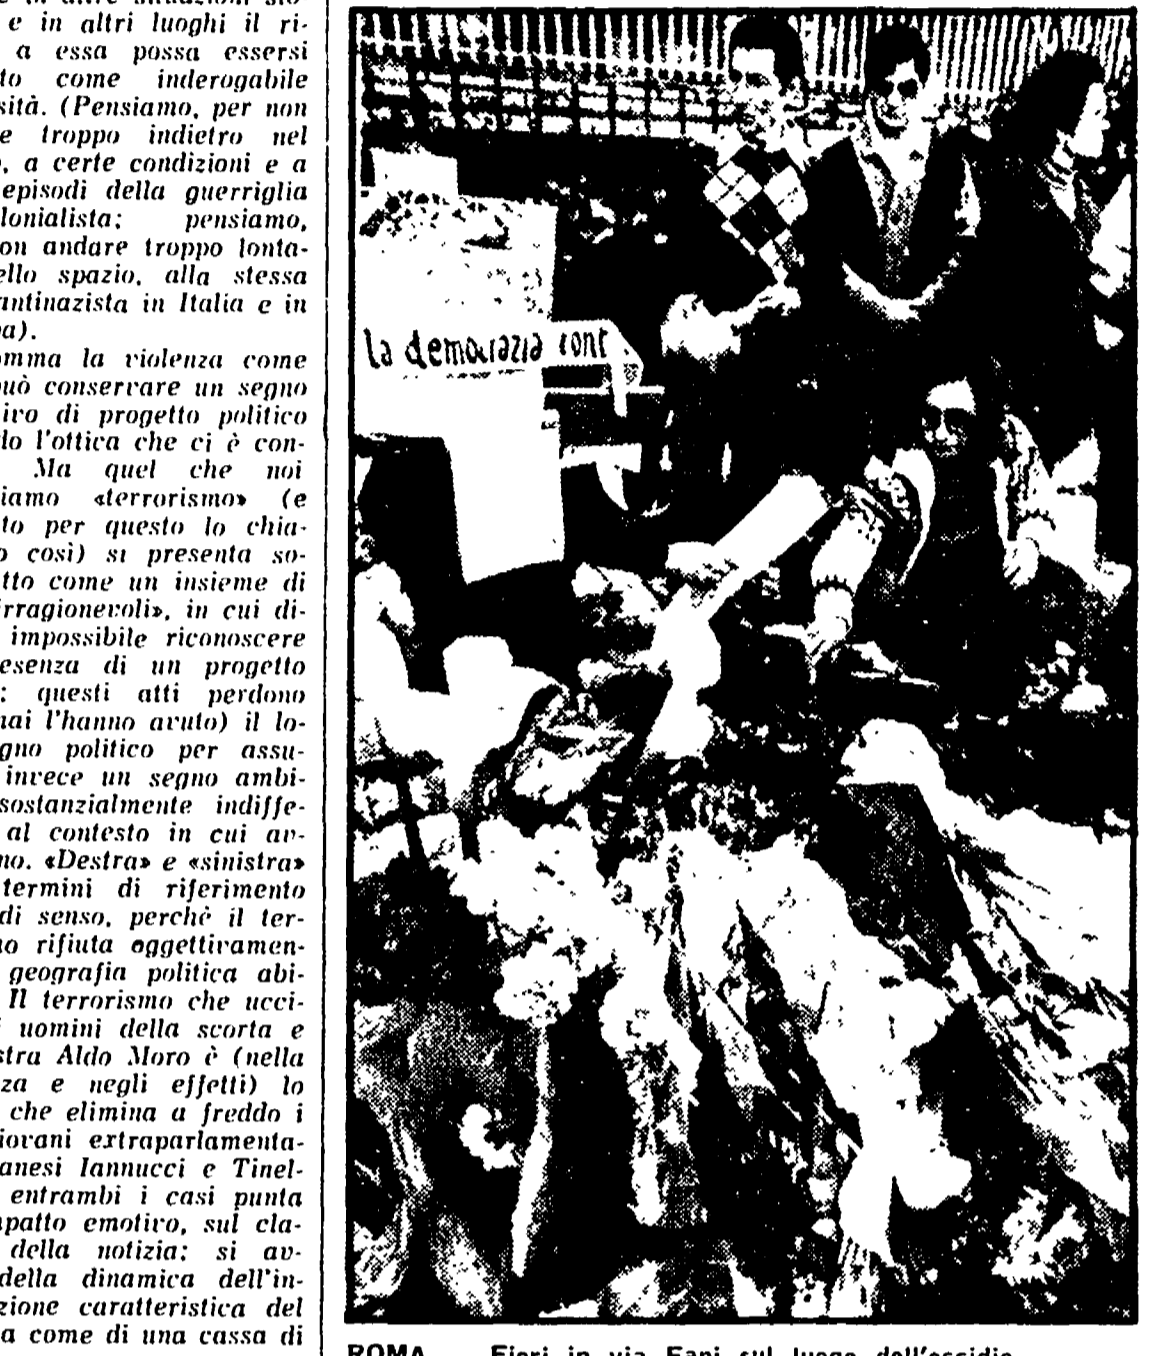 e in altri luoghi il ri-
a essa possa essersi
to come inderogabile
sità. (Pensiamo, per non
e troppo indietro nel
, a certe condizioni e a
episodi della guerriglia
lonialista; pensiamo,
on andare troppo lonta-
ello spazio, alla stessa
antinazista in Italia e in
a).
omma la violenza come
uò conservare un segno
ivo di progetto politico
do l'ottica che ci è con-
Ma quel che noi
iamo «terrorismo» (e
to per questo lo chia-
o così) si presenta so-
tto come un insieme di
irragionevoli», in cui di-
impossibile riconoscere
esenza di un progetto
: questi atti perdono
mai l'hanno avuto) il lo-
gno politico per assu-
invece un segno ambi-
sostanzialmente indiffe-
al contesto in cui av-
no. «Destra» e «sinistra»
termini di riferimento
di senso, perchè il ter-
no rifiuta oggettivamen-
geografia politica abi-
Il terrorismo che ucci-
i uomini della scorta e
stra Aldo Moro è (nella
za e negli effetti) lo
che elimina a freddo i
iovani extraparlamenta-
anesi Iannucci e Tinel-
entrambi i casi punta
mpatto emotivo, sul cla-
della notizia; si av-
della dinamica dell'in-
zione caratteristica del
a come di una cassa di
la democrazia cont
ROMA — Fiori in via Fani sul luogo dell'eccidio